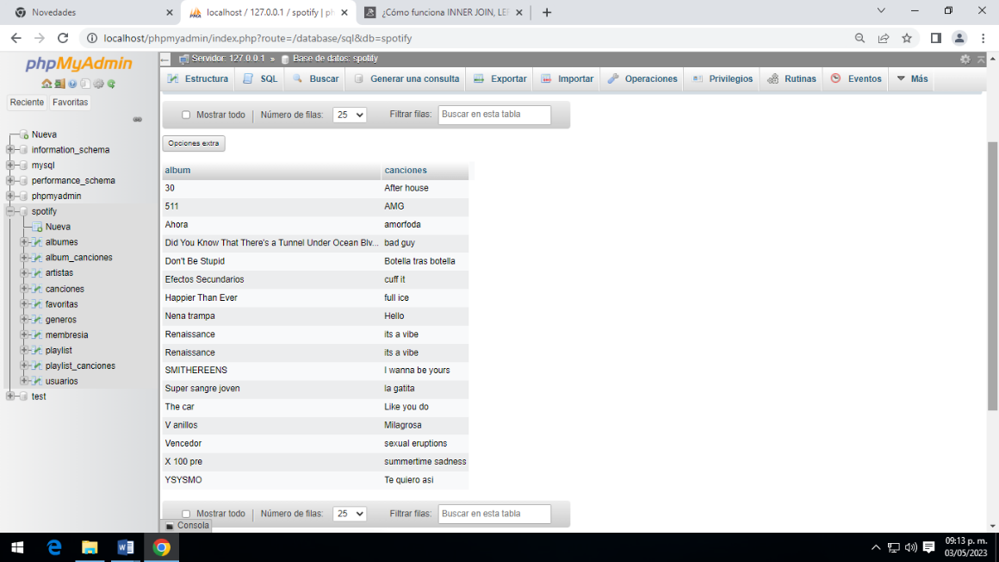 Novedades
localhost / 127.0.0.1 / spotify | ph
¿Cómo funciona INNER JOIN, LEF
localhost/phpmyadmin/index.php?route=/database/sql&db=spotify
phpMyAdmin
Reciente Favoritas
Nueva
information_schema
mysql
performance_schema
phpmyadmin
spotify
Nueva
albumes
album_canciones
artistas
canciones
favoritas
generos
membresia
playlist
playlist_canciones
usuarios
test
Servidor: 127.0.0.1 » Base de datos: spotify
Estructura SQL Buscar Generar una consulta Exportar Importar Operaciones Privilegios Rutinas Eventos Más
Mostrar todo Número de filas: 25 Filtrar filas: Buscar en esta tabla
Opciones extra
album canciones
30 After house
511 AMG
Ahora amorfoda
Did You Know That There's a Tunnel Under Ocean Blv... bad guy
Don't Be Stupid Botella tras botella
Efectos Secundarios cuff it
Happier Than Ever full ice
Nena trampa Hello
Renaissance its a vibe
Renaissance its a vibe
SMITHEREENS I wanna be yours
Super sangre joven la gatita
The car Like you do
V anillos Milagrosa
Vencedor sexual eruptions
X 100 pre summertime sadness
YSYSMO Te quiero asi
Mostrar todo Número de filas: 25 Filtrar filas: Buscar en esta tabla
Consola
09:13 p. m.
03/05/2023